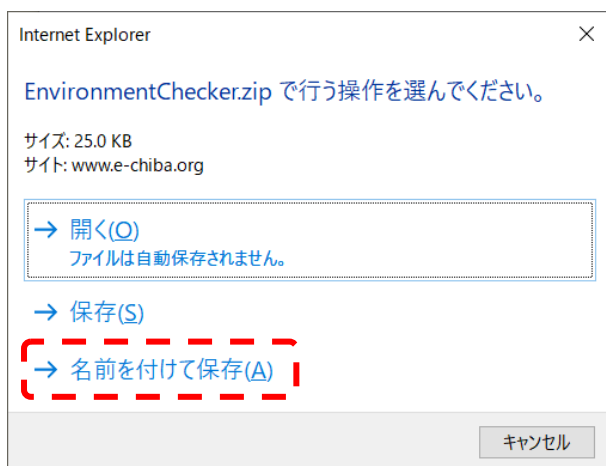 Internet Explorer
EnvironmentChecker.zip で行う操作を選んでください。
サイズ: 25.0 KB
サイト: www.e-chiba.org
→ 開く(O)
ファイルは自動保存されません。
→ 保存(S)
→ 名前を付けて保存(A)
キャンセル